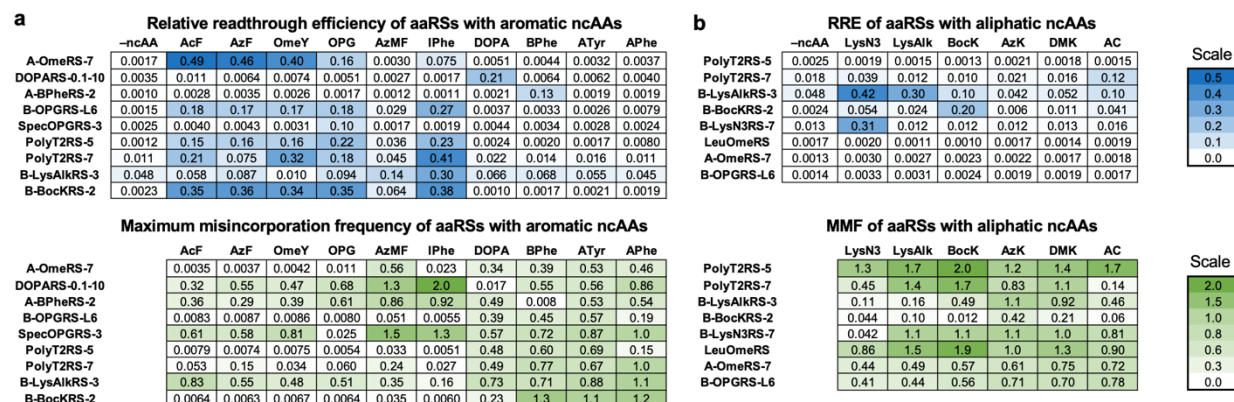 a
Relative readthrough efficiency of aaRSs with aromatic ncAAs
–ncAA AcF AzF OmeY OPG AzMF IPhe DOPA BPhe ATyr APhe
A-OmeRS-7 0.0017 0.49 0.46 0.40 0.16 0.0030 0.075 0.0051 0.0044 0.0032 0.0037
DOPARS-0.1-10 0.0035 0.011 0.0064 0.0074 0.0051 0.0027 0.0017 0.21 0.0064 0.0062 0.0040
A-BPheRS-2 0.0010 0.0028 0.0035 0.0026 0.0017 0.0012 0.0011 0.0021 0.13 0.0019 0.0019
B-OPGRS-L6 0.0015 0.18 0.17 0.17 0.18 0.029 0.27 0.0037 0.0033 0.0026 0.0079
SpecOPGRS-3 0.0025 0.0040 0.0043 0.0031 0.10 0.0017 0.0019 0.0044 0.0034 0.0028 0.0024
PolyT2RS-5 0.0012 0.15 0.16 0.16 0.22 0.036 0.23 0.0024 0.0020 0.0017 0.0080
PolyT2RS-7 0.011 0.21 0.075 0.32 0.18 0.045 0.41 0.022 0.014 0.016 0.011
B-LysAlkRS-3 0.048 0.058 0.087 0.010 0.094 0.14 0.30 0.066 0.068 0.055 0.045
B-BocKRS-2 0.0023 0.35 0.36 0.34 0.35 0.064 0.38 0.0010 0.0017 0.0021 0.0019
Maximum misincorporation frequency of aaRSs with aromatic ncAAs
AcF AzF OmeY OPG AzMF IPhe DOPA BPhe ATyr APhe
A-OmeRS-7 0.0035 0.0037 0.0042 0.011 0.56 0.023 0.34 0.39 0.53 0.46
DOPARS-0.1-10 0.32 0.55 0.47 0.68 1.3 2.0 0.017 0.55 0.56 0.86
A-BPheRS-2 0.36 0.29 0.39 0.61 0.86 0.92 0.49 0.008 0.53 0.54
B-OPGRS-L6 0.0083 0.0087 0.0086 0.0080 0.051 0.0055 0.39 0.45 0.57 0.19
SpecOPGRS-3 0.61 0.58 0.81 0.025 1.5 1.3 0.57 0.72 0.87 1.0
PolyT2RS-5 0.0079 0.0074 0.0075 0.0054 0.033 0.0051 0.48 0.60 0.69 0.15
PolyT2RS-7 0.053 0.15 0.034 0.060 0.24 0.027 0.49 0.77 0.67 1.0
B-LysAlkRS-3 0.83 0.55 0.48 0.51 0.35 0.16 0.73 0.71 0.88 1.1
B-BocKRS-2 0.0064 0.0063 0.0067 0.0064 0.035 0.0060 0.23 1.3 1.1 1.2
b
RRE of aaRSs with aliphatic ncAAs
–ncAA LysN3 LysAlk BocK AzK DMK AC
PolyT2RS-5 0.0025 0.0019 0.0015 0.0013 0.0021 0.0018 0.0015
PolyT2RS-7 0.018 0.039 0.012 0.010 0.021 0.016 0.12
B-LysAlkRS-3 0.048 0.42 0.30 0.10 0.042 0.052 0.10
B-BocKRS-2 0.0024 0.054 0.024 0.20 0.006 0.011 0.041
B-LysN3RS-7 0.013 0.31 0.012 0.012 0.012 0.013 0.016
LeuOmeRS 0.0017 0.0020 0.0011 0.0010 0.0017 0.0014 0.0019
A-OmeRS-7 0.0013 0.0030 0.0027 0.0023 0.0022 0.0017 0.0018
B-OPGRS-L6 0.0014 0.0033 0.0031 0.0024 0.0019 0.0019 0.0017
Scale
0.5
0.4
0.3
0.2
0.1
0.0
MMF of aaRSs with aliphatic ncAAs
LysN3 LysAlk BocK AzK DMK AC
PolyT2RS-5 1.3 1.7 2.0 1.2 1.4 1.7
PolyT2RS-7 0.45 1.4 1.7 0.83 1.1 0.14
B-LysAlkRS-3 0.11 0.16 0.49 1.1 0.92 0.46
B-BocKRS-2 0.044 0.10 0.012 0.42 0.21 0.06
B-LysN3RS-7 0.042 1.1 1.1 1.1 1.0 0.81
LeuOmeRS 0.86 1.5 1.9 1.0 1.3 0.90
A-OmeRS-7 0.44 0.49 0.57 0.61 0.75 0.72
B-OPGRS-L6 0.41 0.44 0.56 0.71 0.70 0.78
Scale
2.0
1.5
1.0
0.8
0.6
0.3
0.0